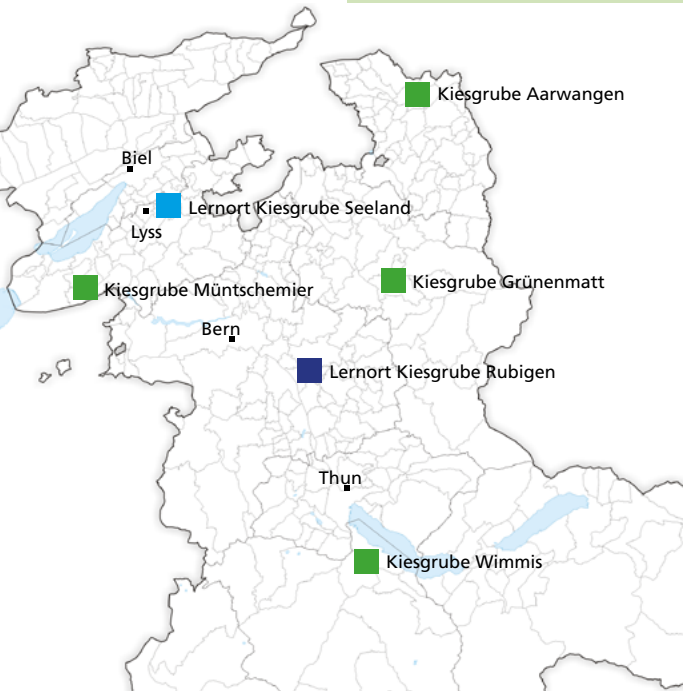 Kiesgrube Aarwangen
Biel
Lernort Kiesgrube Seeland
Lyss
Kiesgrube Grünenmatt
Kiesgrube Müntschemier
Bern
Lernort Kiesgrube Rubigen
Thun
Kiesgrube Wimmis